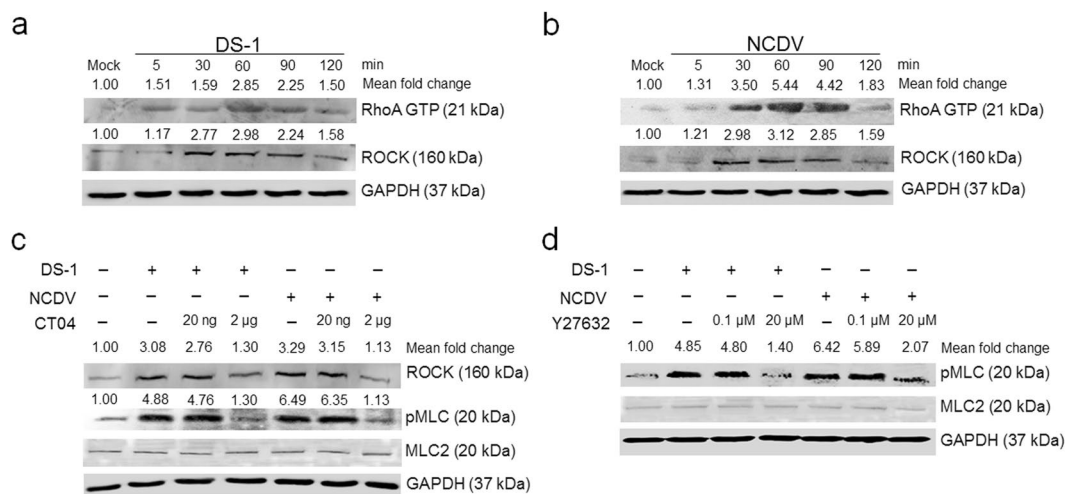 a
DS-1
Mock 5 30 60 90 120 min
1.00 1.51 1.59 2.85 2.25 1.50 Mean fold change
RhoA GTP (21 kDa)
1.00 1.17 2.77 2.98 2.24 1.58
ROCK (160 kDa)
GAPDH (37 kDa)
b
NCDV
Mock 5 30 60 90 120 min
1.00 1.31 3.50 5.44 4.42 1.83 Mean fold change
RhoA GTP (21 kDa)
1.00 1.21 2.98 3.12 2.85 1.59
ROCK (160 kDa)
GAPDH (37 kDa)
c
DS-1 – + + + – – –
NCDV – – – – + + +
CT04 – – 20 ng 2 µg – 20 ng 2 µg
1.00 3.08 2.76 1.30 3.29 3.15 1.13 Mean fold change
ROCK (160 kDa)
1.00 4.88 4.76 1.30 6.49 6.35 1.13
pMLC (20 kDa)
MLC2 (20 kDa)
GAPDH (37 kDa)
d
DS-1 – + + + – – –
NCDV – – – – + + +
Y27632 – – 0.1 µM 20 µM – 0.1 µM 20 µM
1.00 4.85 4.80 1.40 6.42 5.89 2.07 Mean fold change
pMLC (20 kDa)
MLC2 (20 kDa)
GAPDH (37 kDa)